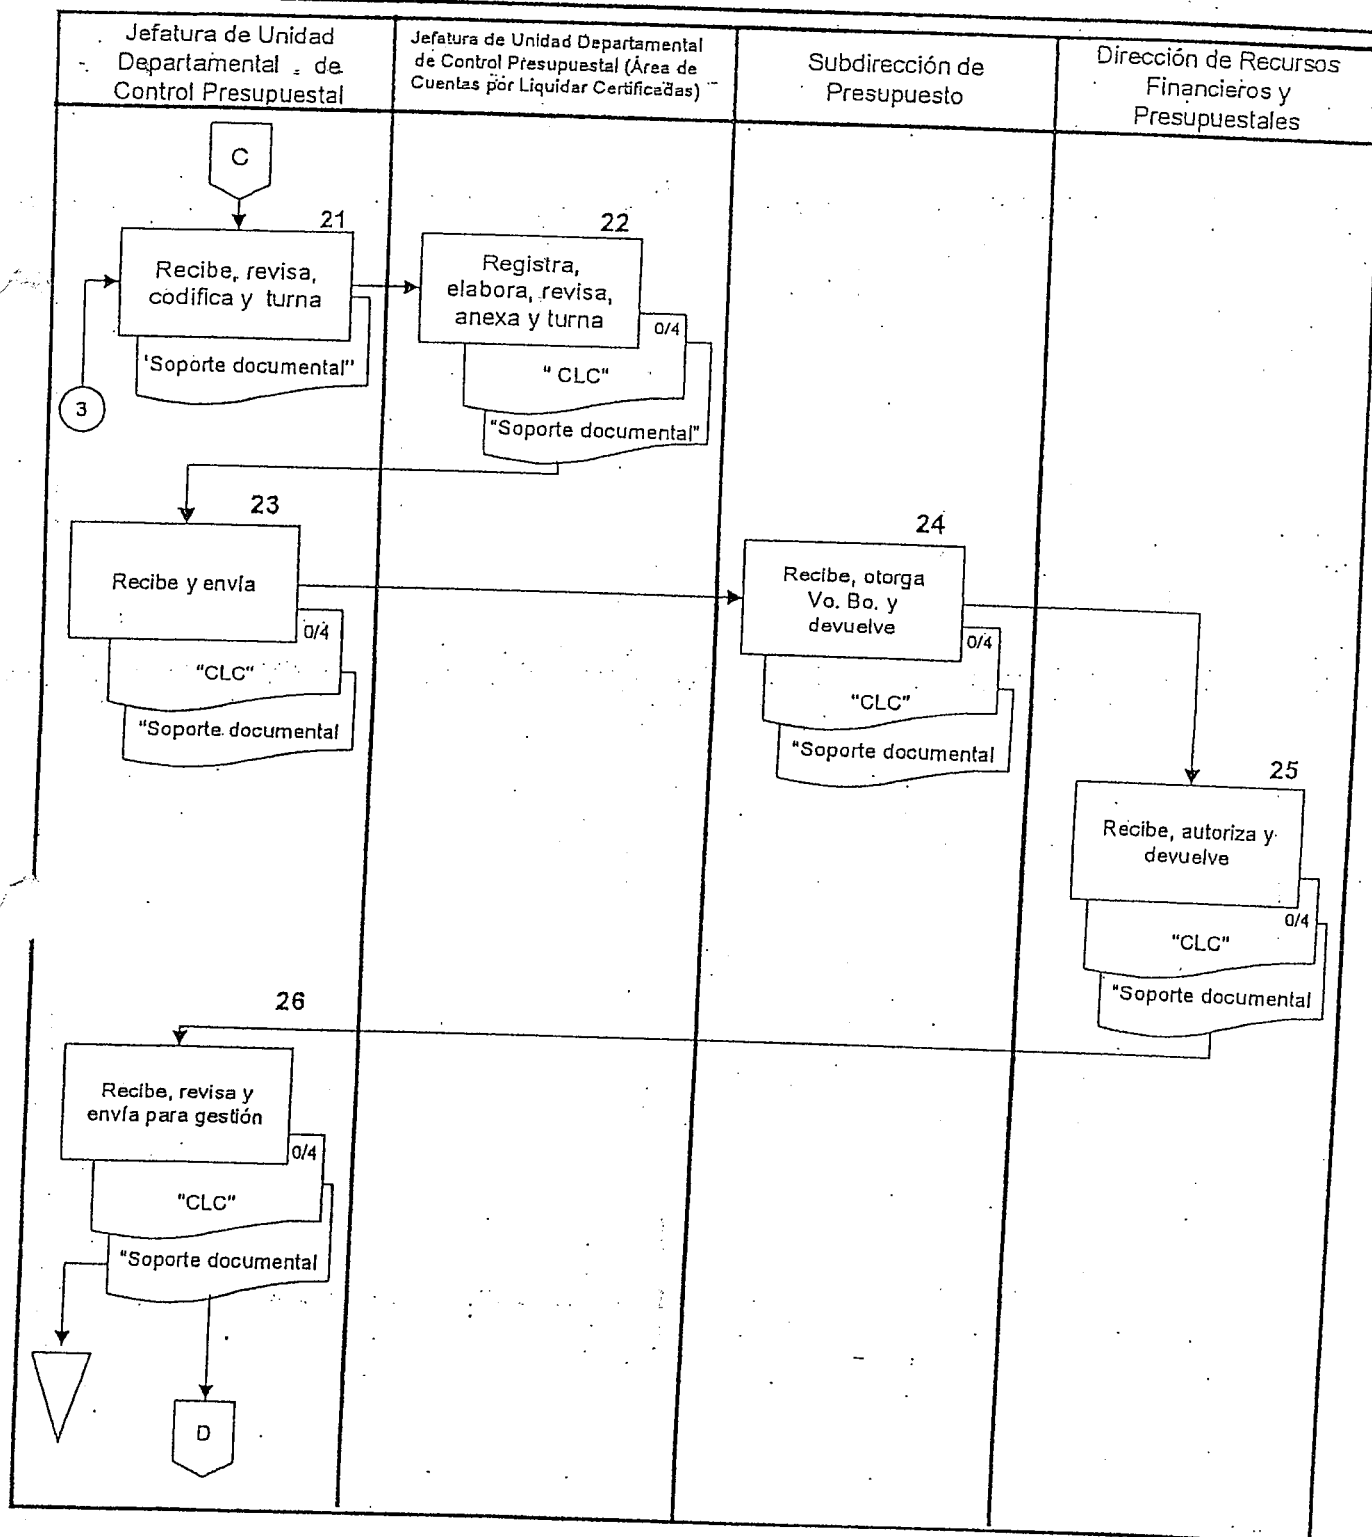 Jefatura de Unidad
Departamental de
Control Presupuestal
Jefatura de Unidad Departamental
de Control Presupuestal (Área de
Cuentas por Liquidar Certificadas)
Subdirección de
Presupuesto
Dirección de Recursos
Financieros y
Presupuestales
C
21
Recibe, revisa,
codifica y turna
'Soporte documental"
3
22
Registra,
elabora, revisa,
anexa y turna
0/4
" CLC"
"Soporte documental"
23
Recibe y envía
0/4
"CLC"
"Soporte documental
24
Recibe, otorga
Vo. Bo. y
devuelve
0/4
"CLC"
"Soporte documental
25
Recibe, autoriza y
devuelve
0/4
"CLC"
"Soporte documental
26
Recibe, revisa y
envía para gestión
0/4
"CLC"
"Soporte documental
D